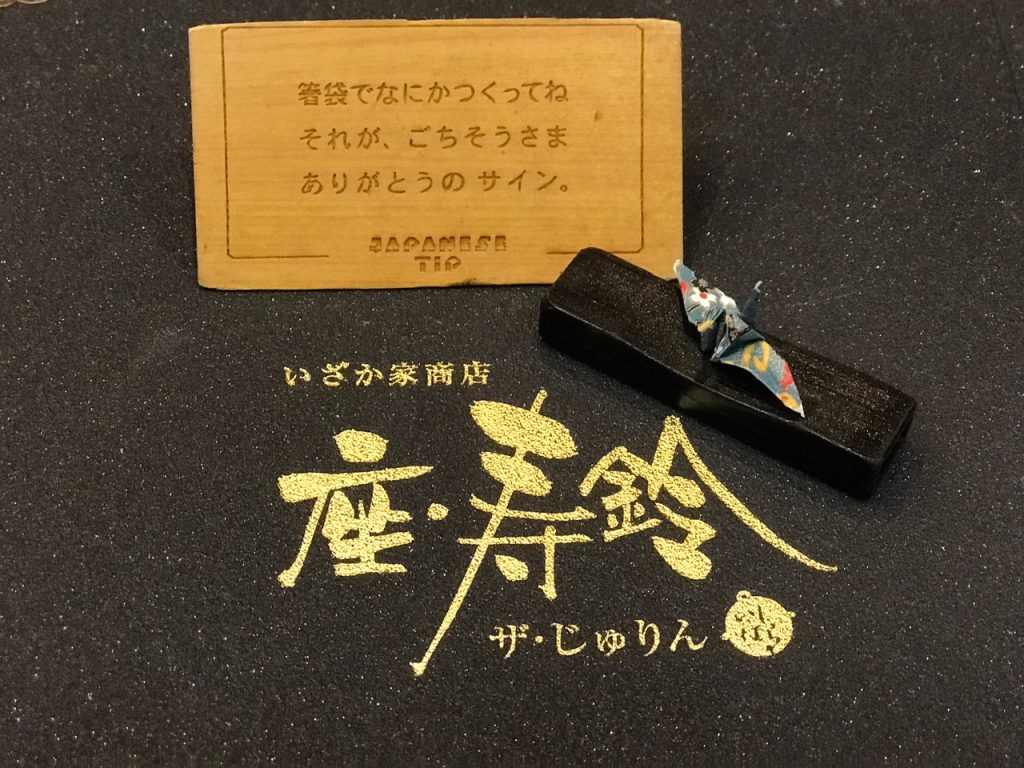 箸袋でなにかつくってね
それが、ごちそうさま
ありがとうの サイン。
JAPANESE
TIP
いざか家商店
座・寿鈴
ザ・じゅりん